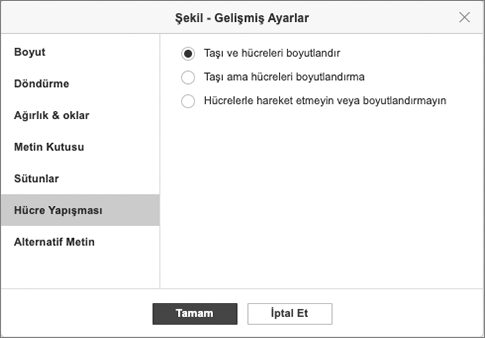 Şekil - Gelişmiş Ayarlar
Boyut
Döndürme
Ağırlık & oklar
Metin Kutusu
Sütunlar
Hücre Yapışması
Alternatif Metin
Taşı ve hücreleri boyutlandır
Taşı ama hücreleri boyutlandırma
Hücrelerle hareket etmeyin veya boyutlandırmayın
Tamam
İptal Et